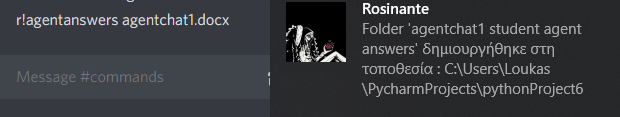 r!agentanswers agentchat1.docx
Message #commands
Rosinante
Folder 'agentchat1 student agent
answers' δημιουργήθηκε στη
τοποθεσία : C:\Users\Loukas
\PycharmProjects\pythonProject6